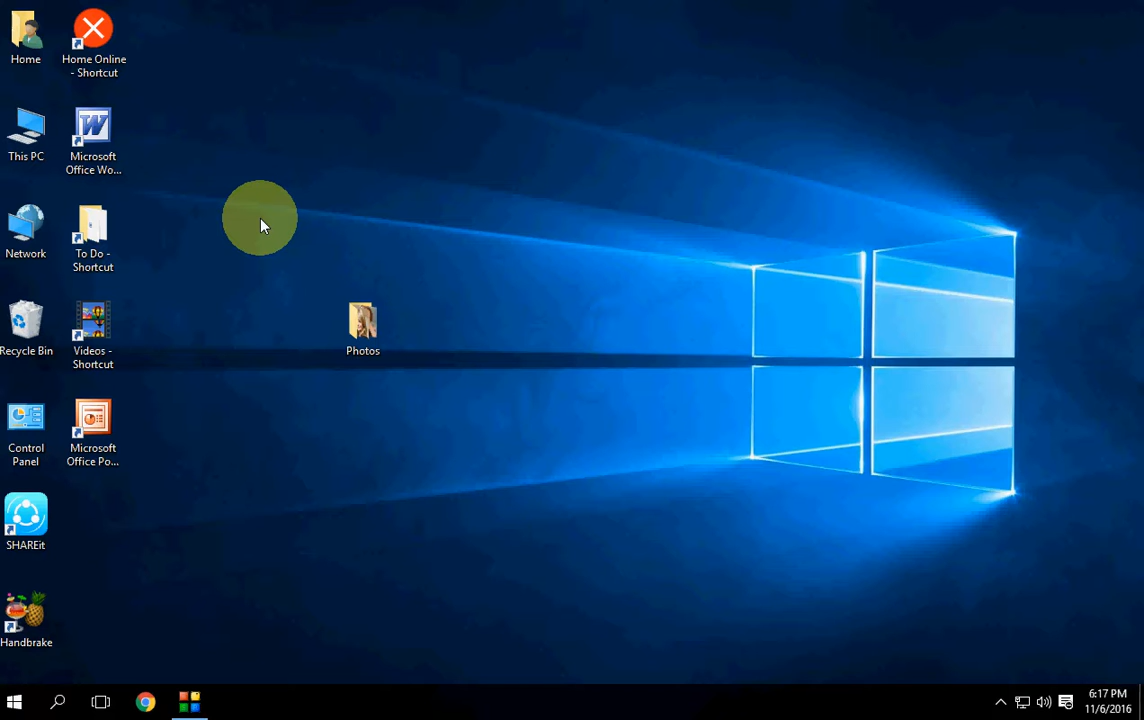 Home
Home Online
- Shortcut
This PC
Microsoft
Office Wo...
Network
To Do -
Shortcut
Recycle Bin
Videos -
Shortcut
Photos
Control
Panel
Microsoft
Office Po...
SHAREit
Handbrake
6:17 PM
11/6/2016